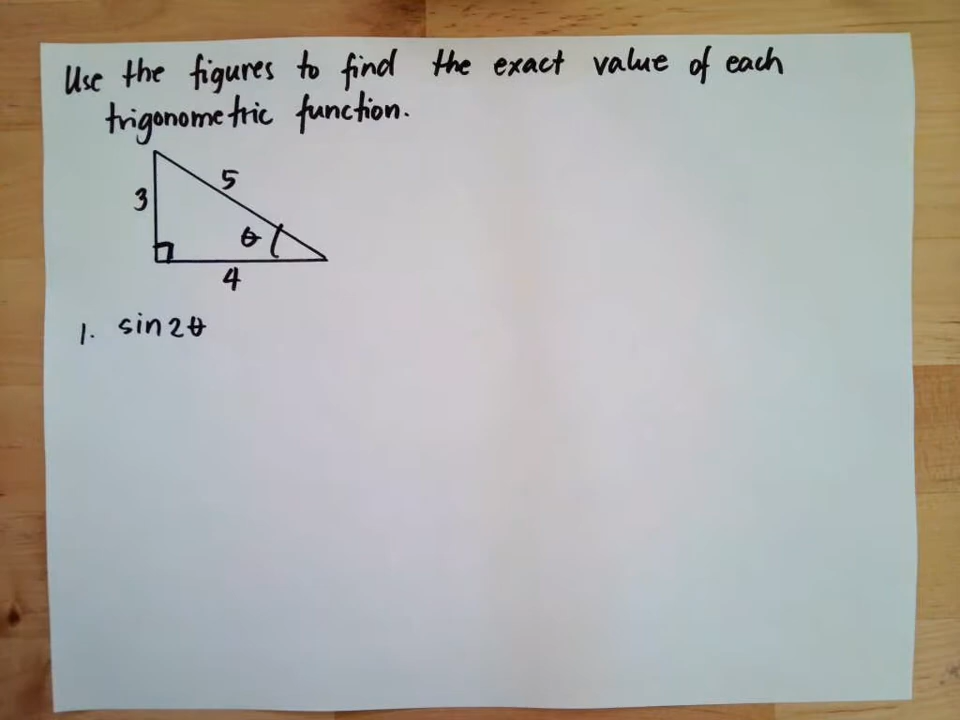 Use the figures to find the exact value of each
trigonometric function.
3
5
θ
4
1. sin2θ